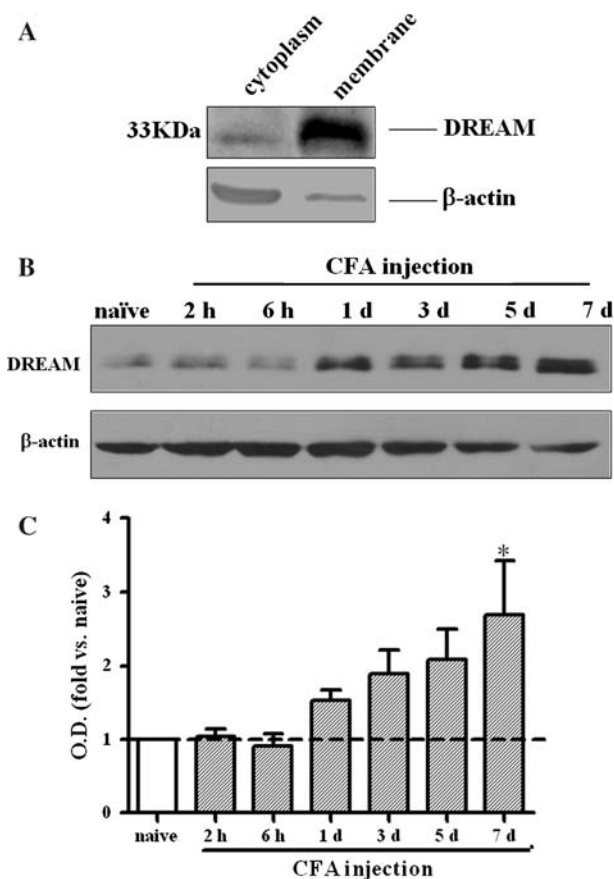 A
cytoplasm membrane
33KDa DREAM
β-actin
B
CFA injection
naïve 2 h 6 h 1 d 3 d 5 d 7 d
DREAM
β-actin
C
O.D. (fold vs. naive)
4
3
2
1
0
*
naive 2 h 6 h 1 d 3 d 5 d 7 d
CFA injection